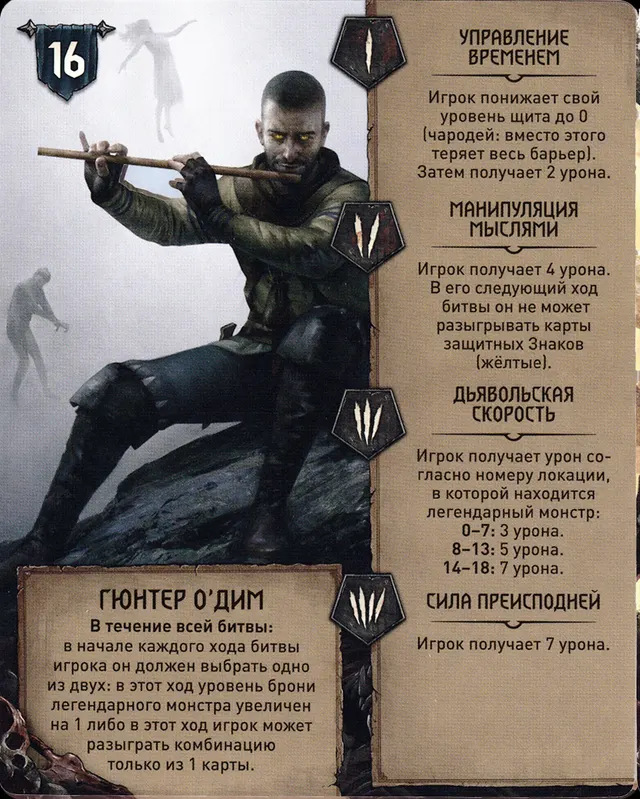 16
УПРАВЛЕНИЕ
ВРЕМЕНЕМ
Игрок понижает свой
уровень щита до 0
(чародей: вместо этого
теряет весь барьер).
Затем получает 2 урона.
МАНИПУЛЯЦИЯ
МЫСЛЯМИ
Игрок получает 4 урона.
В его следующий ход
битвы он не может
разыгрывать карты
защитных Знаков
(жёлтые).
ДЬЯВОЛЬСКАЯ
СКОРОСТЬ
Игрок получает урон со-
гласно номеру локации,
в которой находится
легендарный монстр:
0–7: 3 урона.
8–13: 5 урона.
14–18: 7 урона.
СИЛА ПРЕИСПОДНЕЙ
Игрок получает 7 урона.
ГЮНТЕР О'ДИМ
В течение всей битвы:
в начале каждого хода битвы
игрока он должен выбрать одно
из двух: в этот ход уровень брони
легендарного монстра увеличен
на 1 либо в этот ход игрок может
разыграть комбинацию
только из 1 карты.